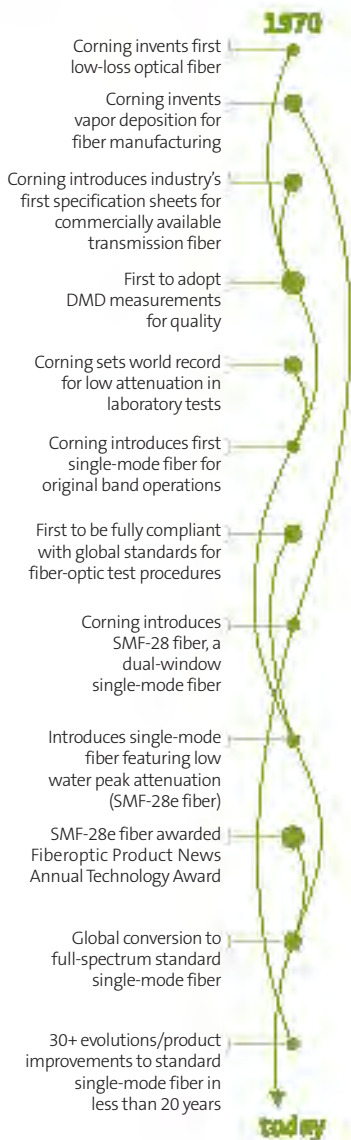 1970
Corning invents first
low-loss optical fiber
Corning invents
vapor deposition for
fiber manufacturing
Corning introduces industry’s
first specification sheets for
commercially available
transmission fiber
First to adopt
DMD measurements
for quality
Corning sets world record
for low attenuation in
laboratory tests
Corning introduces first
single-mode fiber for
original band operations
First to be fully compliant
with global standards for
fiber-optic test procedures
Corning introduces
SMF-28 fiber, a
dual-window
single-mode fiber
Introduces single-mode
fiber featuring low
water peak attenuation
(SMF-28e fiber)
SMF-28e fiber awarded
Fiberoptic Product News
Annual Technology Award
Global conversion to
full-spectrum standard
single-mode fiber
30+ evolutions/product
improvements to standard
single-mode fiber in
less than 20 years
today